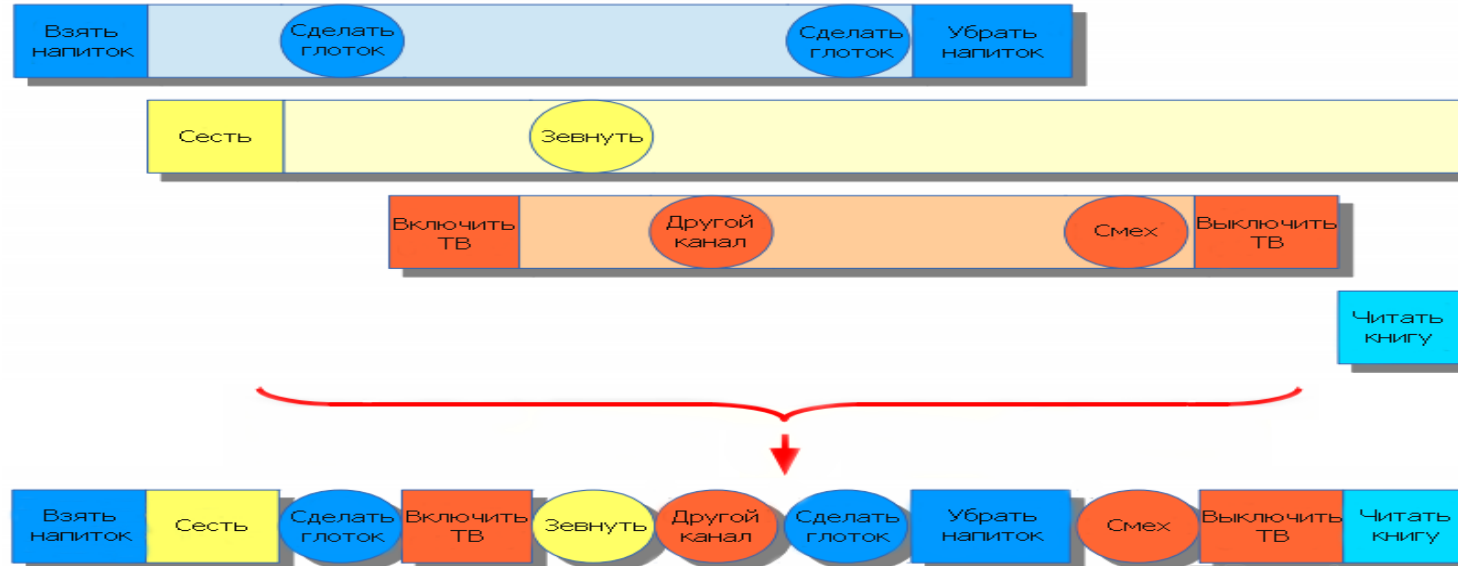 Взять
напиток
Сделать
глоток
Сделать
глоток
Убрать
напиток
Сесть
Зевнуть
Включить
ТВ
Другой
канал
Смех
Выключить
ТВ
Читать
книгу
Взять
напиток
Сесть
Сделать
глоток
Включить
ТВ
Зевнуть
Другой
канал
Сделать
глоток
Убрать
напиток
Смех
Выключить
ТВ
Читать
книгу